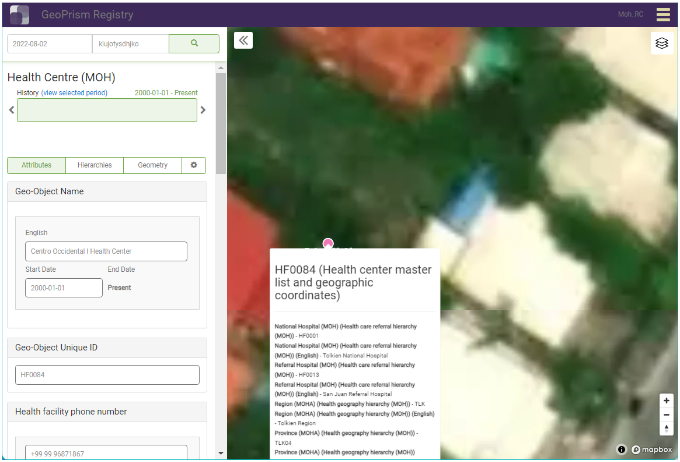 GeoPrism Registry
Moh_RC
2022-08-02
Klujotysdhjko
Health Centre (MOH)
History (view selected period)
2000-01-01 - Present
Attributes
Hierarchies
Geometry
Geo-Object Name
English
Centro Occidental I Health Center
Start Date
End Date
2000-01-01
Present
Geo-Object Unique ID
HF0084
Health facility phone number
+99 99 96871867
HF0084 (Health center master
list and geographic
coordinates)
National Hospital (MOH) (Health care referral hierarchy
(MOH)) - HF0001
National Hospital (MOH) (Health care referral hierarchy
(MOH)) (English) - Tolkien National Hospital
Referral Hospital (MOH) (Health care referral hierarchy
(MOH)) - HF0013
Referral Hospital (MOH) (Health care referral hierarchy
(MOH)) (English) - San Juan Referral Hospital
Region (MOHA) (Health geography hierarchy (MOH)) - TLK
Region (MOHA) (Health geography hierarchy (MOH)) (English)
- Tolkien Region
Province (MOHA) (Health geography hierarchy (MOH)) -
TLK04
Province (MOHA) (Health geography hierarchy (MOH))
mapbox